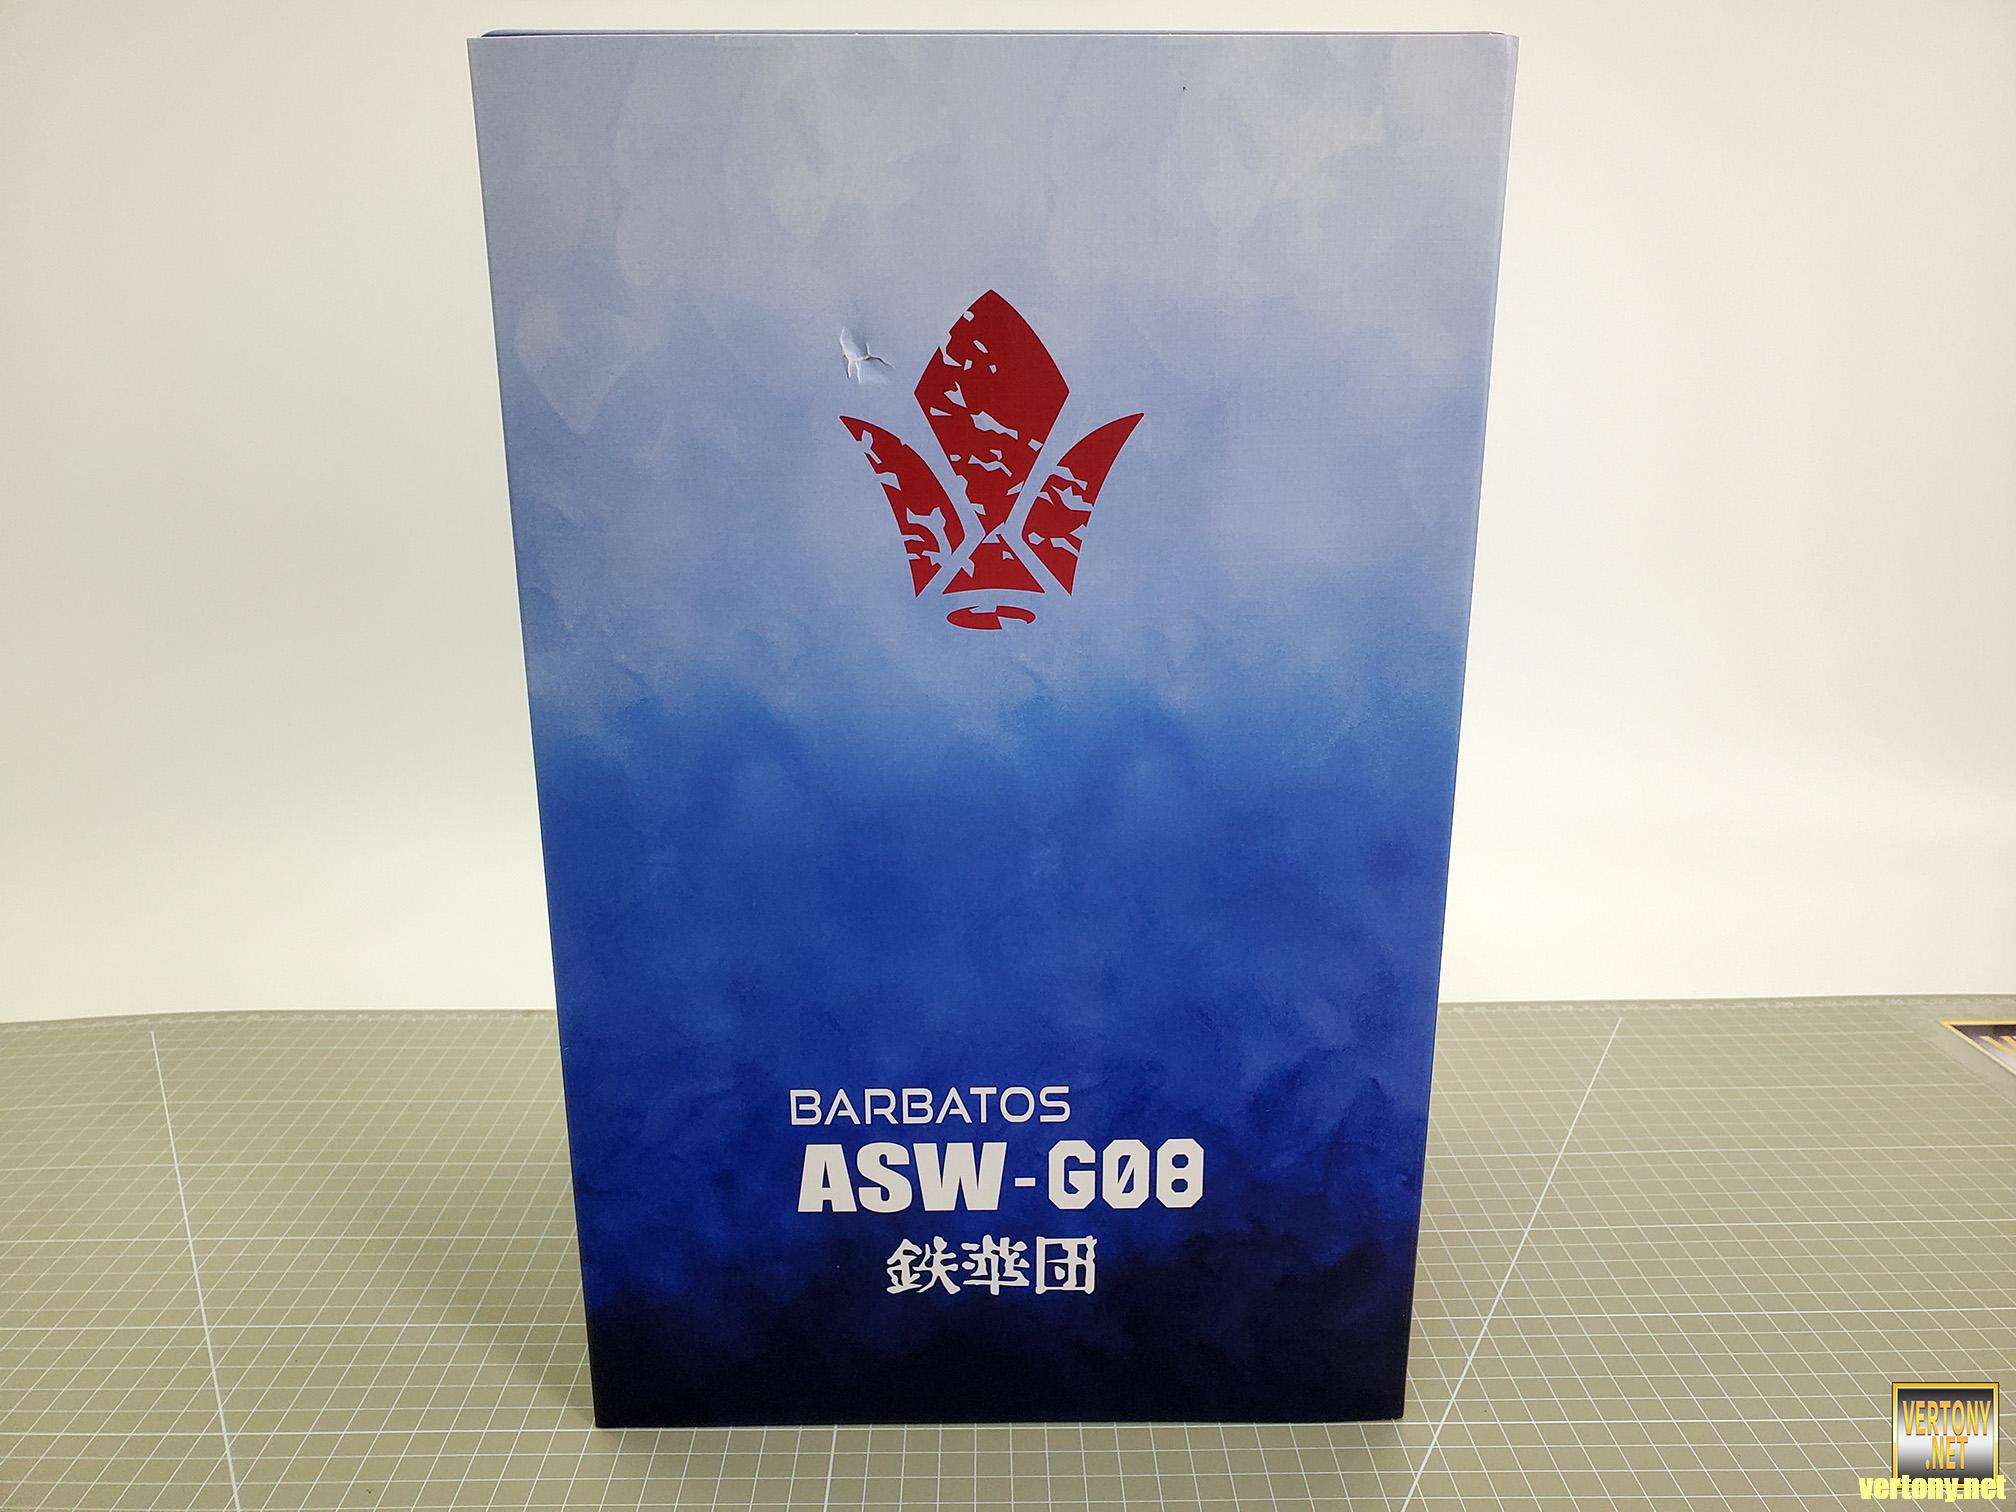 BARBATOS
ASW-G08
鉄華団
VERTONY
.NET
vertony.net